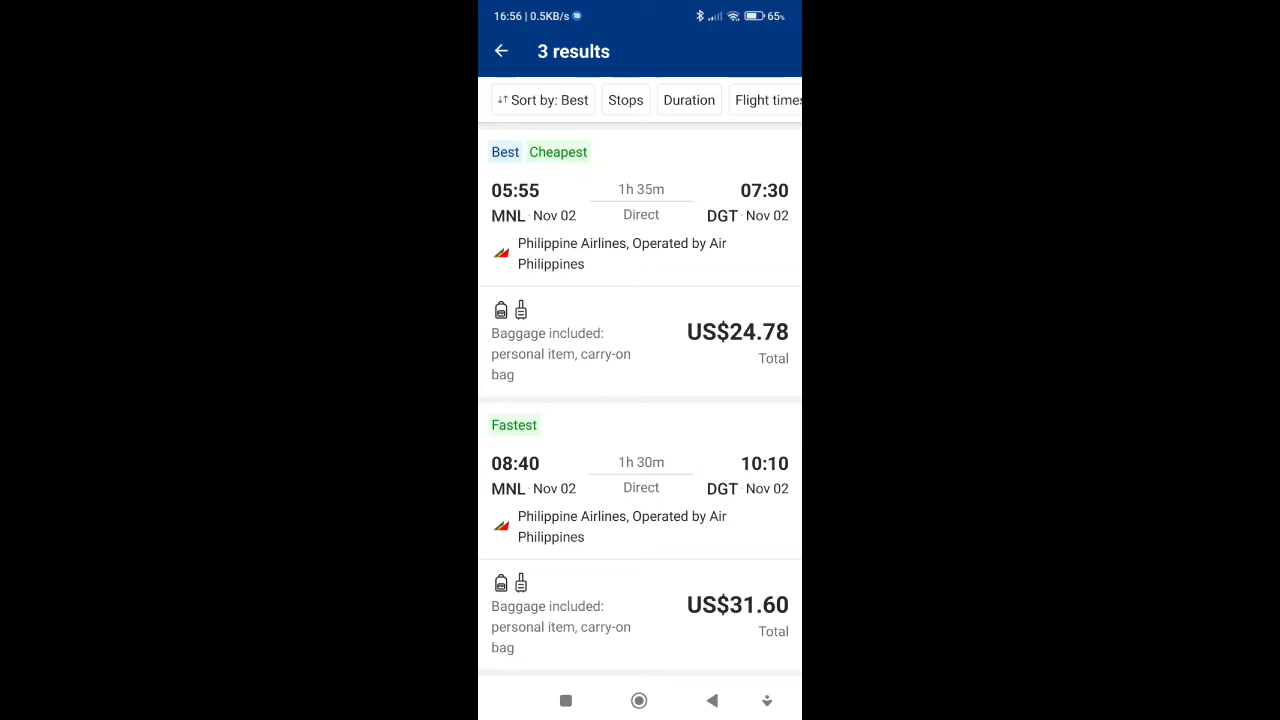 16:56 | 0.5KB/s 65%
3 results
Sort by: Best Stops Duration Flight times
Best Cheapest
05:55 1h 35m 07:30
MNL · Nov 02 Direct DGT · Nov 02
Philippine Airlines, Operated by Air
Philippines
Baggage included:
personal item, carry-on
bag
US$24.78
Total
Fastest
08:40 1h 30m 10:10
MNL · Nov 02 Direct DGT · Nov 02
Philippine Airlines, Operated by Air
Philippines
Baggage included:
personal item, carry-on
bag
US$31.60
Total